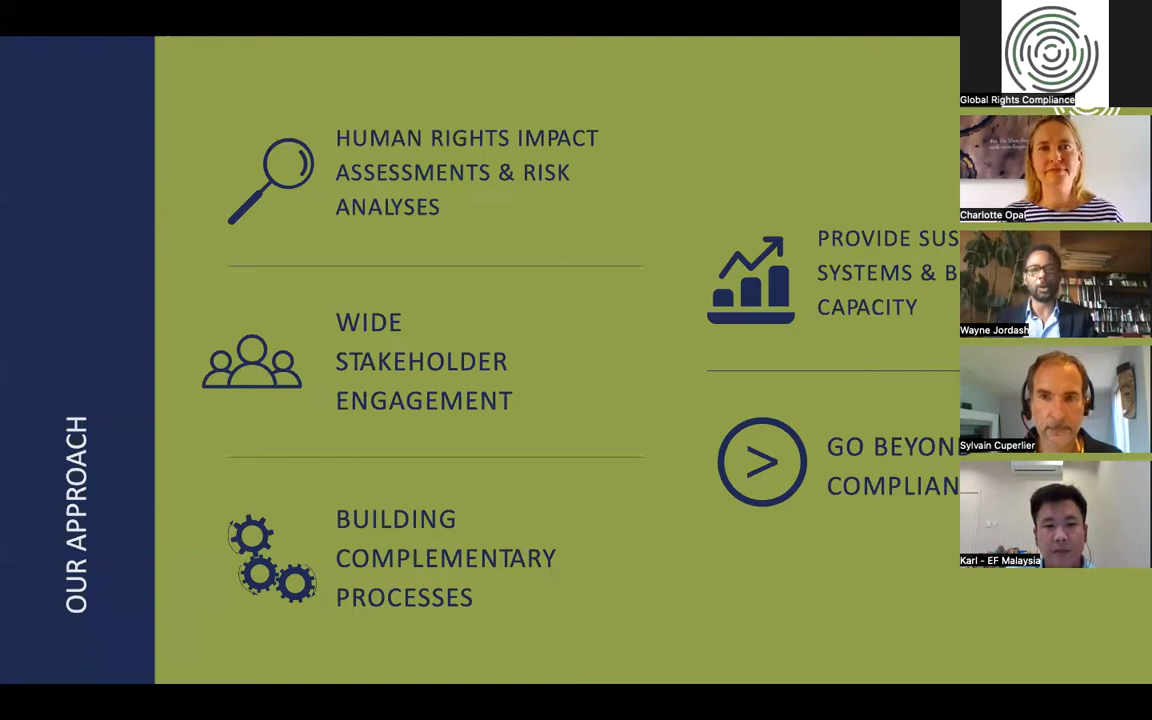 OUR APPROACH
HUMAN RIGHTS IMPACT
ASSESSMENTS & RISK
ANALYSES
WIDE
STAKEHOLDER
ENGAGEMENT
BUILDING
COMPLEMENTARY
PROCESSES
PROVIDE SUS
SYSTEMS & B
CAPACITY
GO BEYOND
COMPLIAN
Global Rights Compliance
Charlotte Opal
Wayne Jordash
Sylvain Cuperlier
Karl - EF Malaysia